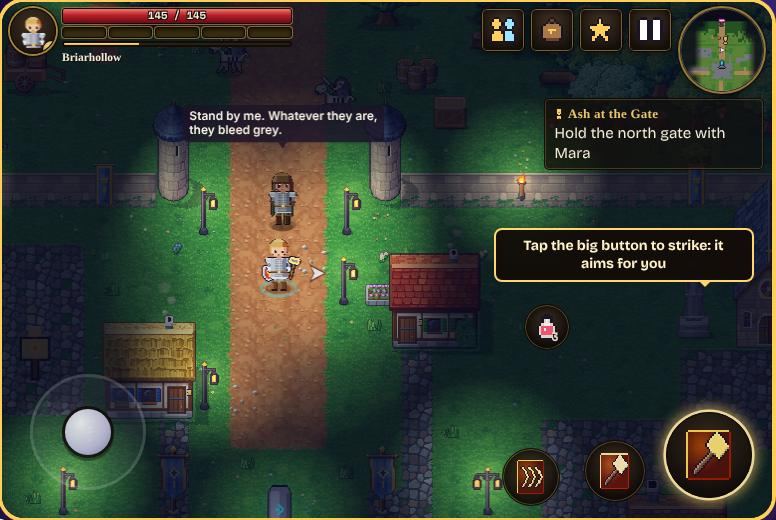 145 / 145
Briarhollow
Stand by me. Whatever they are,
they bleed grey.
Ash at the Gate
Hold the north gate with
Mara
Tap the big button to strike: it
aims for you